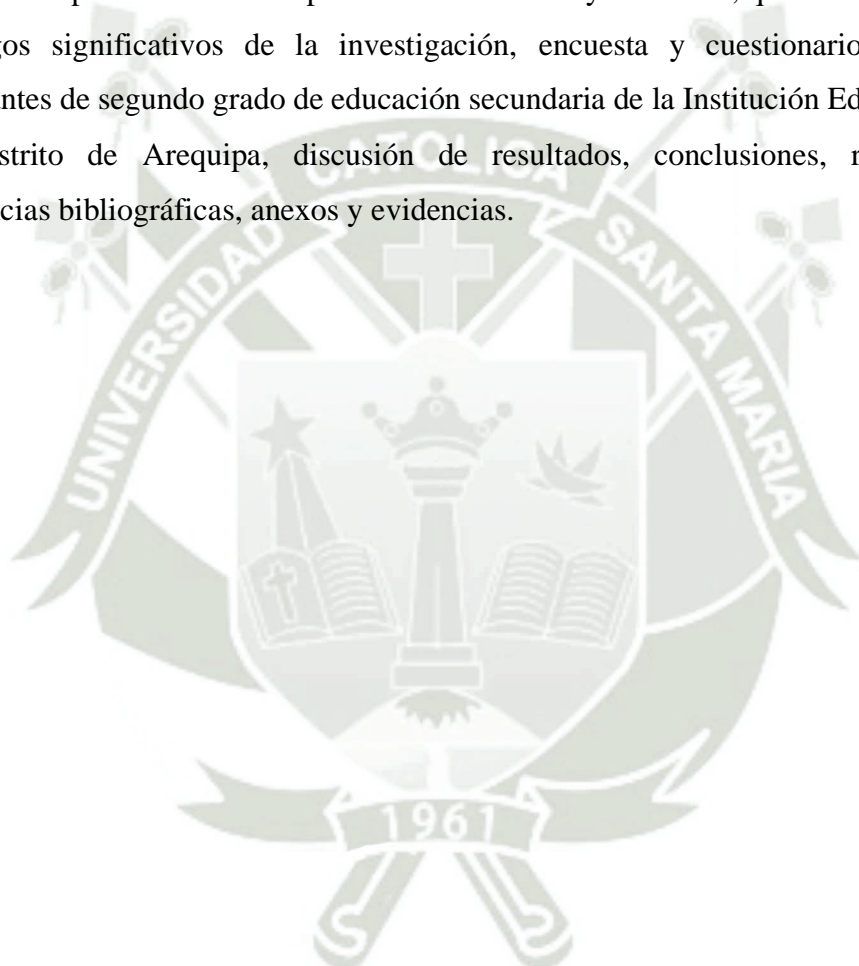 gos significativos de la investigación, encuesta y cuestionario
antes de segundo grado de educación secundaria de la Institución Ed
strito de Arequipa, discusión de resultados, conclusiones, r
cias bibliográficas, anexos y evidencias.
UNIVERSIDAD CATOLICA SANTA MARIA
1961